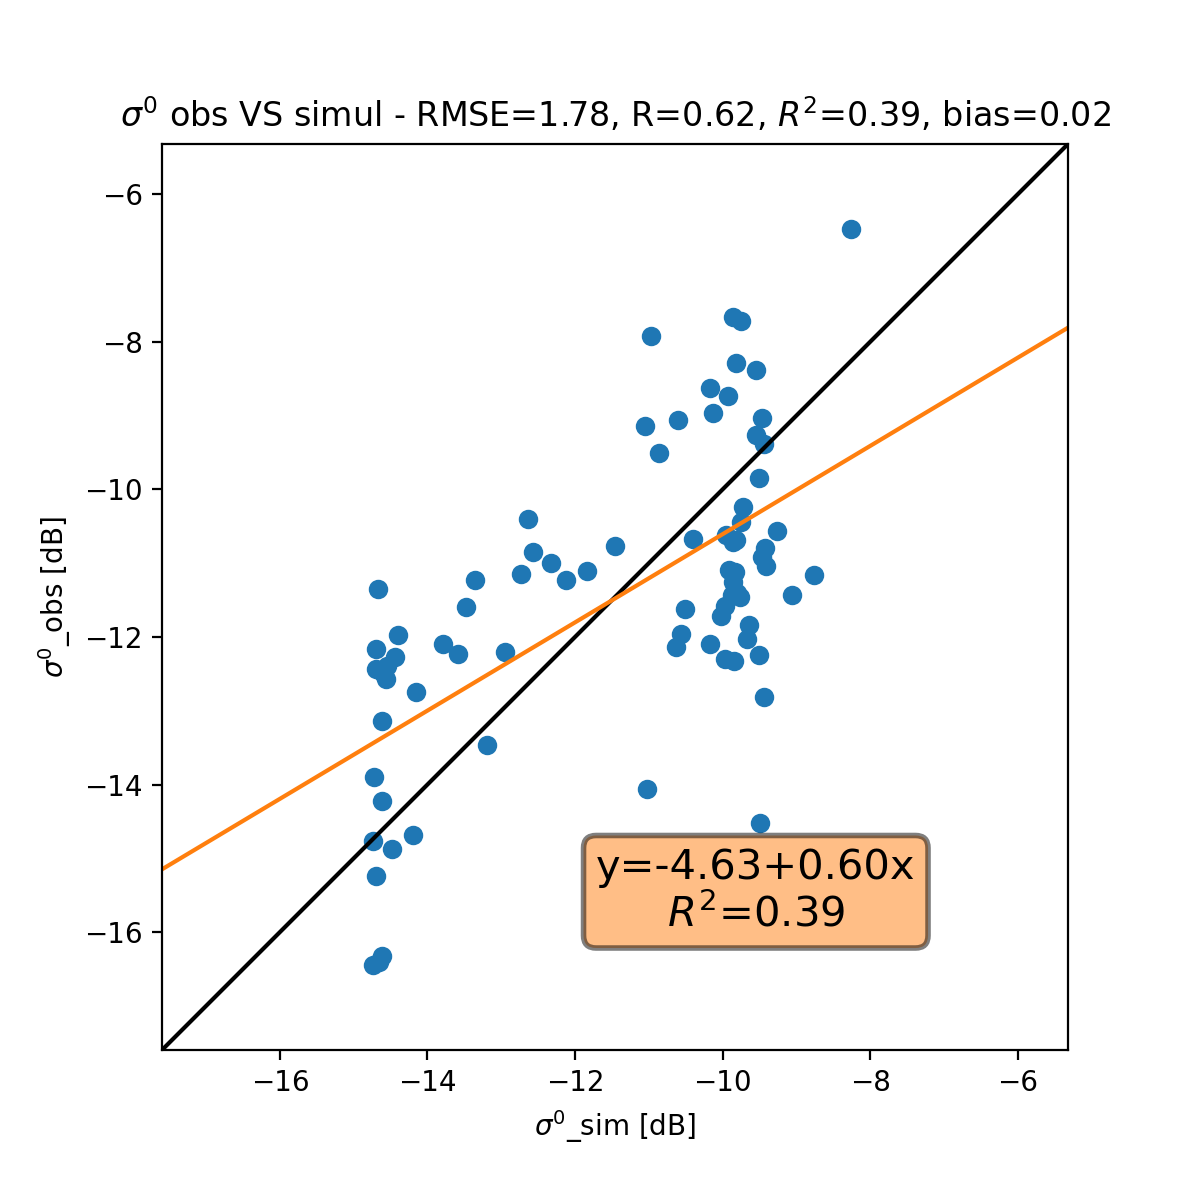 σ⁰ obs VS simul - RMSE=1.78, R=0.62, R²=0.39, bias=0.02
−6
−8
−10
−12
−14
−16
σ⁰_obs [dB]
y=-4.63+0.60x
R²=0.39
−16 −14 −12 −10 −8 −6
σ⁰_sim [dB]